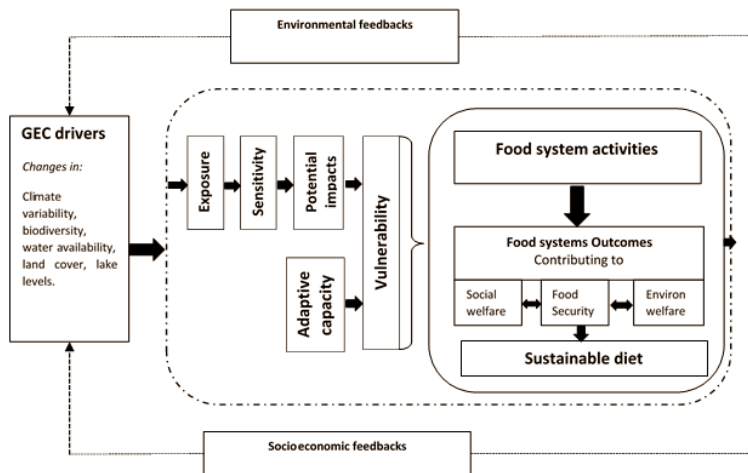 Environmental feedbacks
GEC drivers
Changes in:
Climate
variability,
biodiversity,
water availability,
land cover, lake
levels.
Exposure
Sensitivity
Potential
impacts
Adaptive
capacity
Vulnerability
Food system activities
Food systems Outcomes
Contributing to
Social
welfare
Food
Security
Environ
welfare
Sustainable diet
Socioeconomic feedbacks